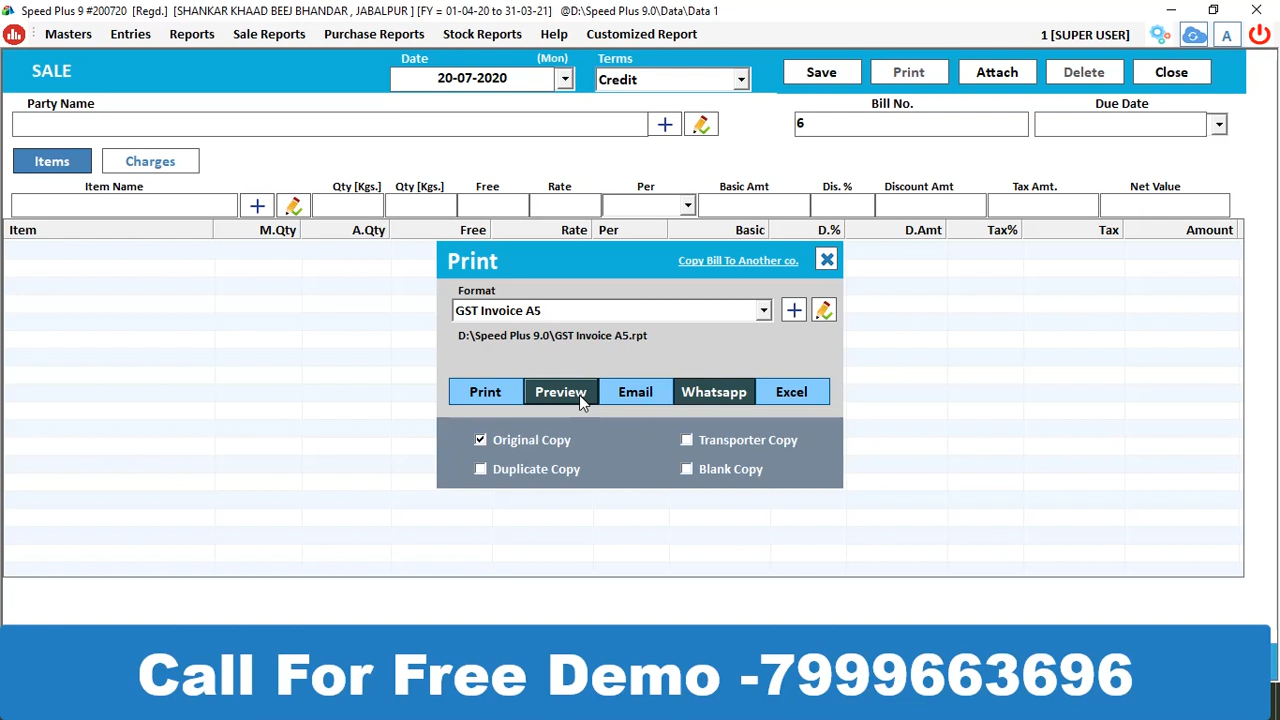 Speed Plus 9 #200720 [Regd.] [SHANKAR KHAAD BEEJ BHANDAR , JABALPUR ] [FY = 01-04-20 to 31-03-21] @D:\Speed Plus 9.0\Data\Data 1
Masters Entries Reports Sale Reports Purchase Reports Stock Reports Help Customized Report 1 [SUPER USER] A
SALE Date (Mon) Terms
20-07-2020 Credit Save Print Attach Delete Close
Party Name Bill No. Due Date
6
Items Charges
Item Name Qty [Kgs.] Qty [Kgs.] Free Rate Per Basic Amt Dis. % Discount Amt Tax Amt. Net Value
Item M.Qty A.Qty Free Rate Per Basic D.% D.Amt Tax% Tax Amount
Print Copy Bill To Another co.
Format
GST Invoice A5
D:\Speed Plus 9.0\GST Invoice A5.rpt
Print Preview Email Whatsapp Excel
Original Copy Transporter Copy
Duplicate Copy Blank Copy
Call For Free Demo -7999663696